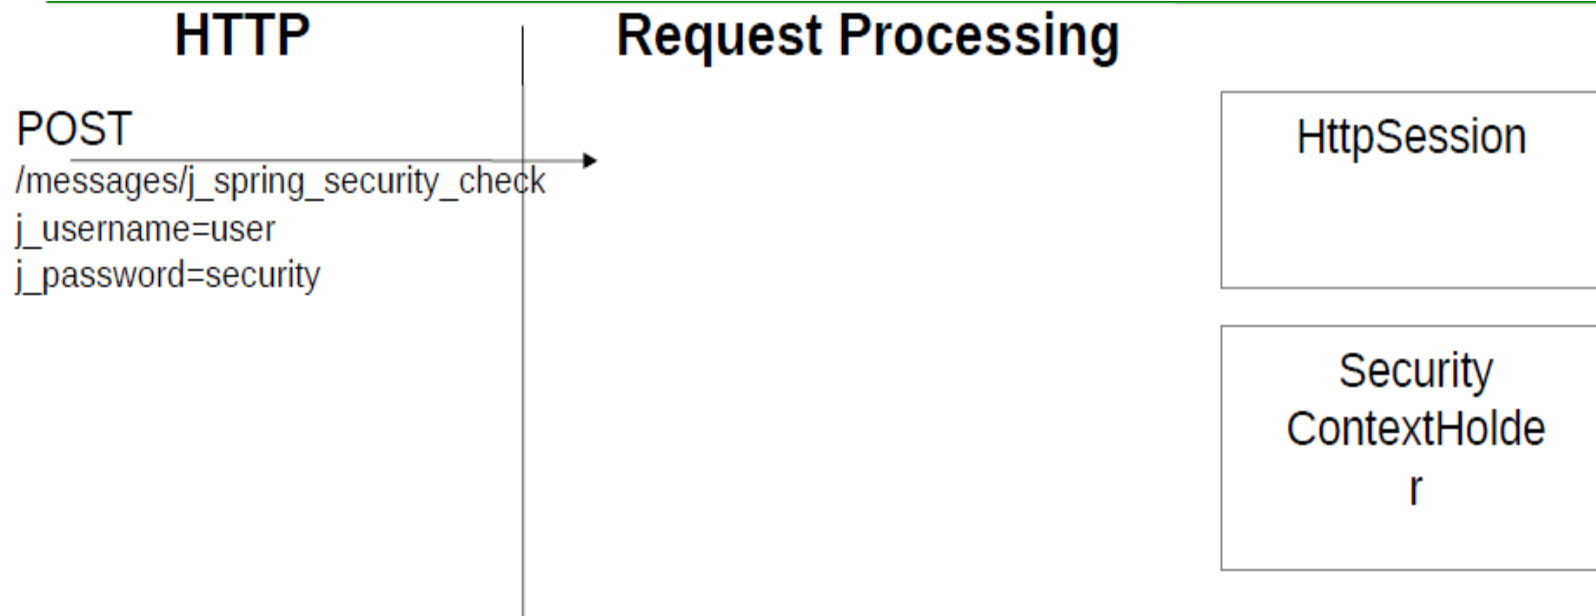 HTTP
Request Processing
POST
/messages/j_spring_security_check
j_username=user
j_password=security
HttpSession
Security
ContextHolde
r